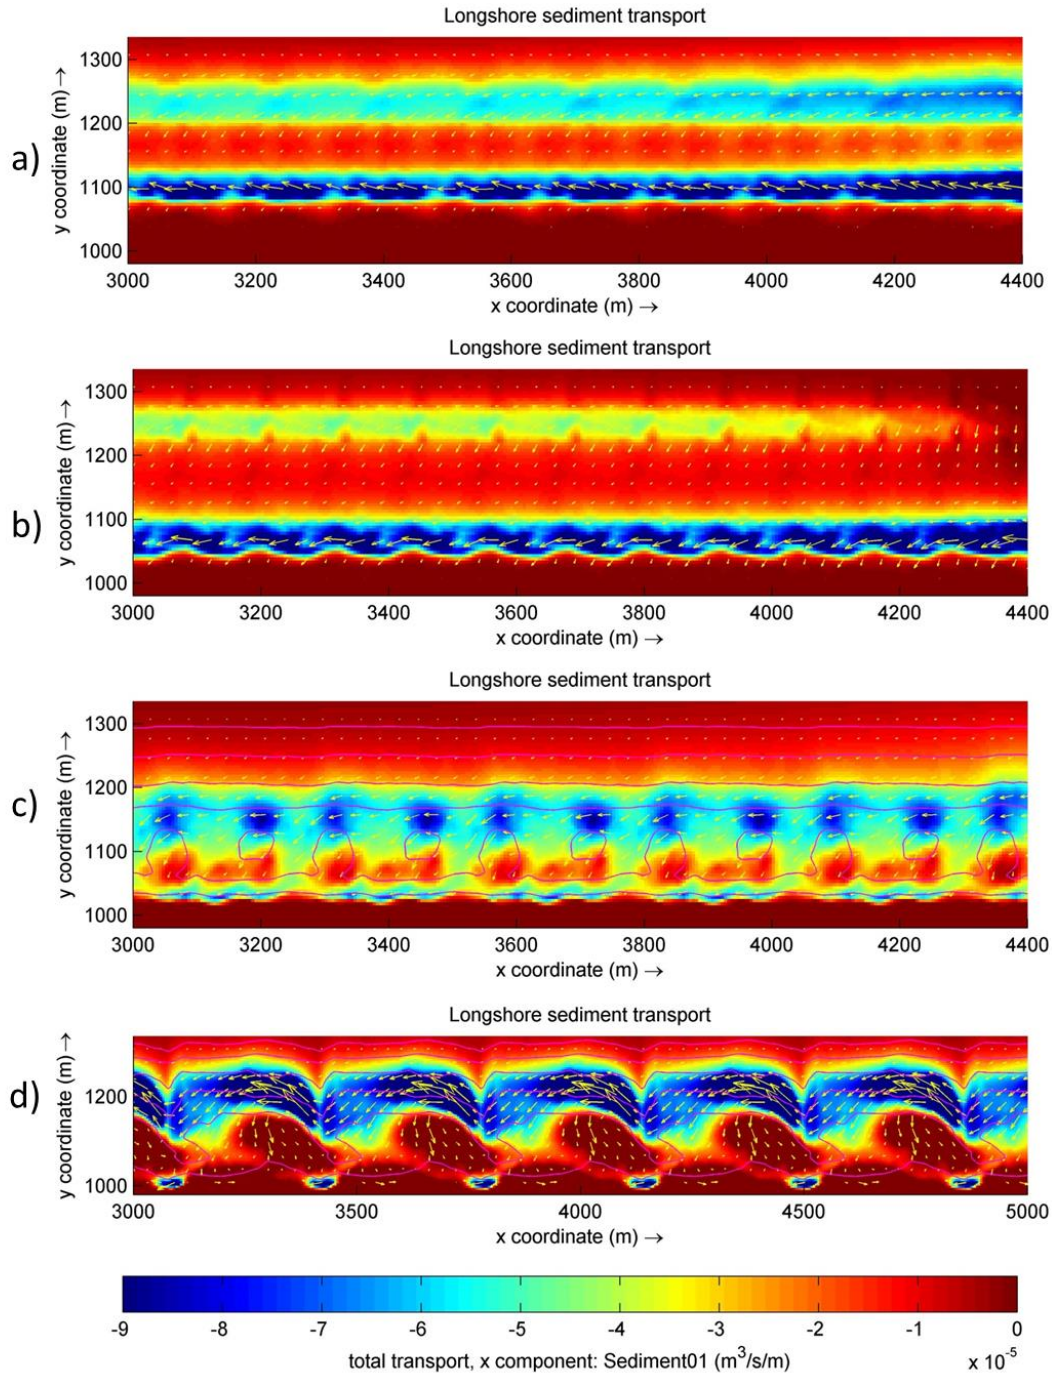 Longshore sediment transport
a)
y coordinate (m) →
1300
1200
1100
1000
3000 3200 3400 3600 3800 4000 4200 4400
x coordinate (m) →
Longshore sediment transport
b)
y coordinate (m) →
1300
1200
1100
1000
3000 3200 3400 3600 3800 4000 4200 4400
x coordinate (m) →
Longshore sediment transport
c)
y coordinate (m) →
1300
1200
1100
1000
3000 3200 3400 3600 3800 4000 4200 4400
x coordinate (m) →
Longshore sediment transport
d)
y coordinate (m) →
1200
1000
3000 3500 4000 4500 5000
x coordinate (m) →
-9 -8 -7 -6 -5 -4 -3 -2 -1 0
total transport, x component: Sediment01 (m³/s/m) x 10⁻⁵